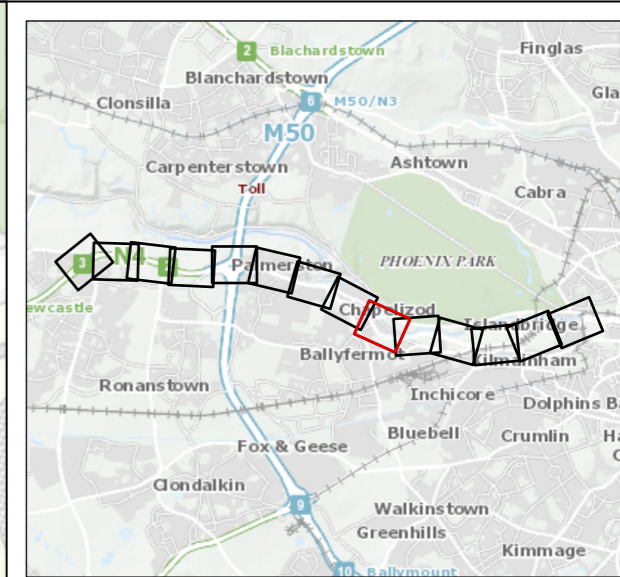 Finglas
2
Blachardstown
Blanchardstown
Gla
Clonsilla
6
M50/N3
M50
Carpenterstown
Ashtown
Toll
Cabra
N4
3
Palmerston
PHOENIX PARK
ewcastle
Chapelizod
Islandbridge
Ballyfermot
Kilmainham
Ronanstown
Inchicore
Dolphins Ba
Bluebell
Crumlin
Ha
C
Fox & Geese
Clondalkin
9
Walkinstown
Greenhills
Kimmage
10
Ballymount